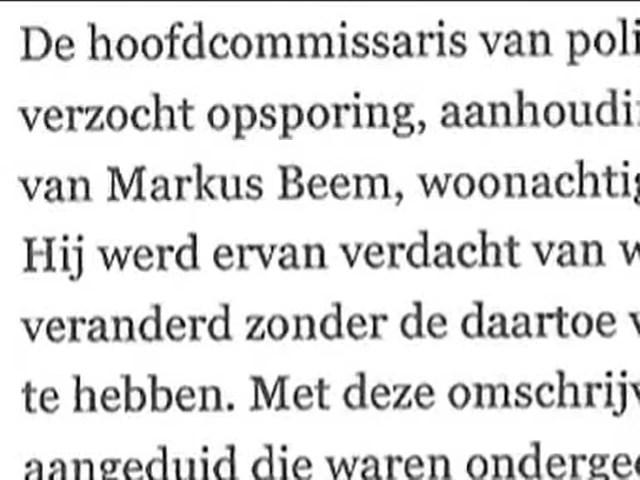 De hoofdcommissaris van poli
verzocht opsporing, aanhoudi
van Markus Beem, woonachtig
Hij werd ervan verdacht van w
veranderd zonder de daartoe v
te hebben. Met deze omschrijv
aangeduid die waren onderge